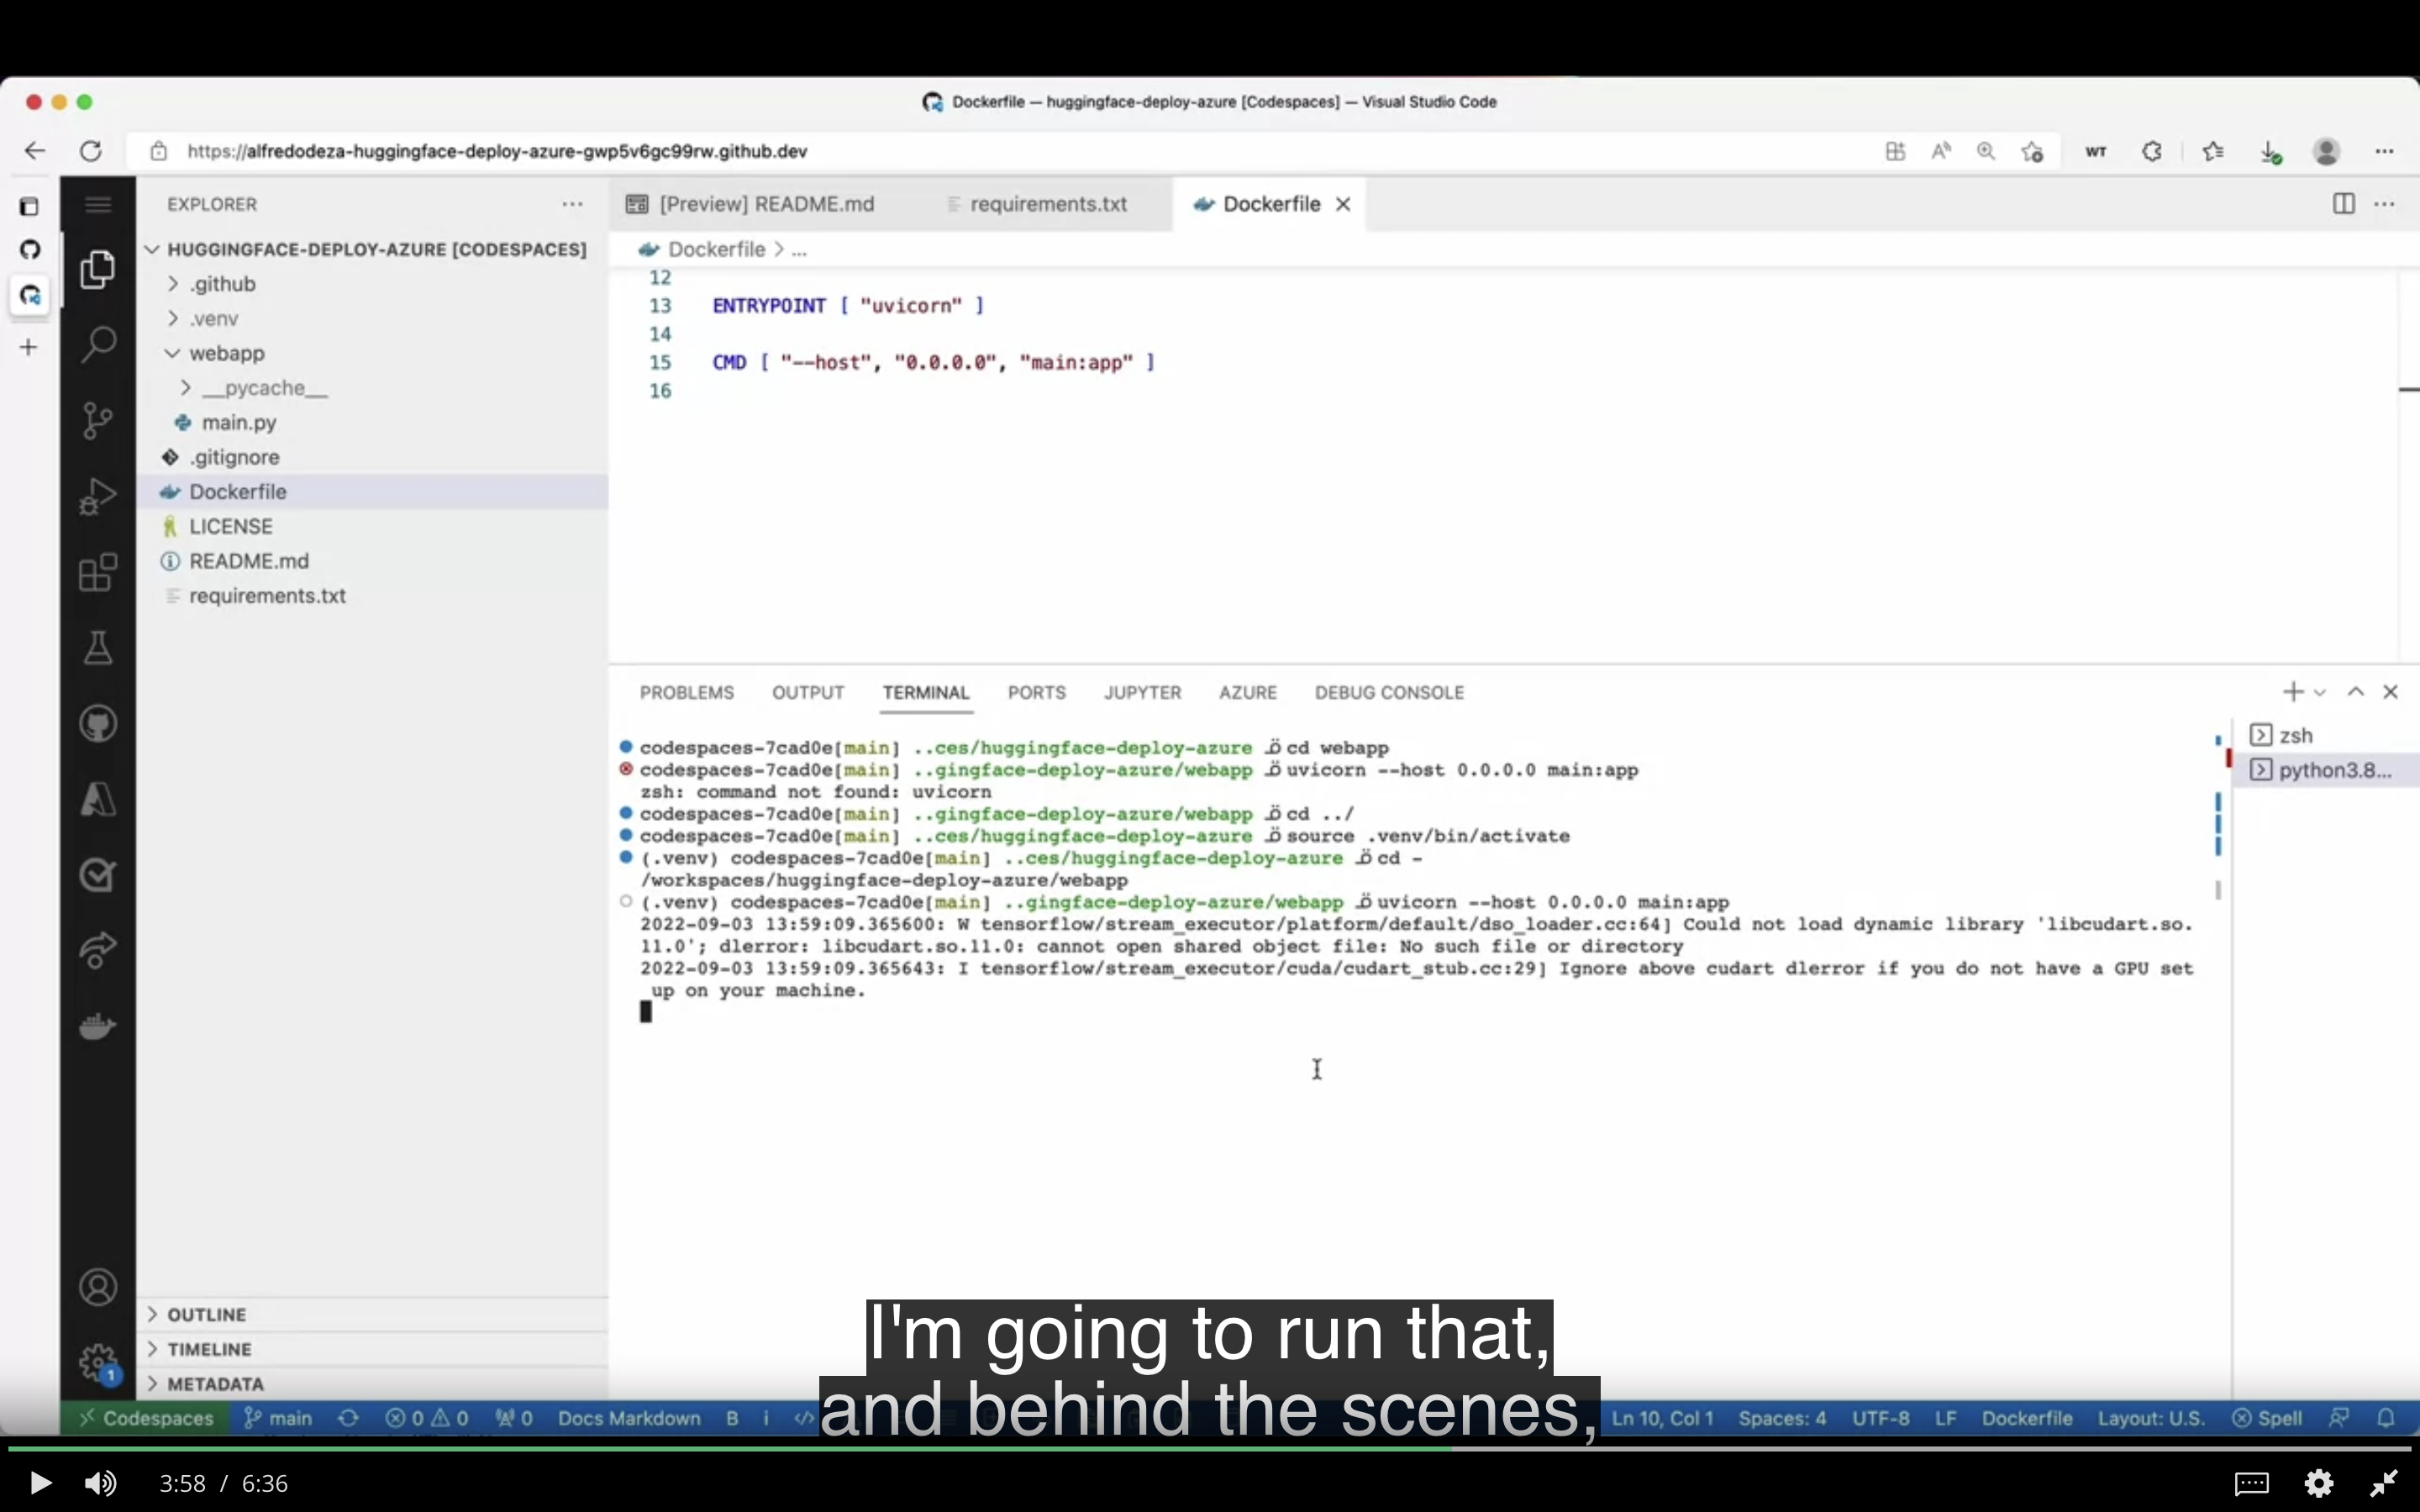 Dockerfile — huggingface-deploy-azure [Codespaces] — Visual Studio Code
https://alfredodeza-huggingface-deploy-azure-gwp5v6gc99rw.github.dev
WT
EXPLORER
HUGGINGFACE-DEPLOY-AZURE [CODESPACES]
.github
.venv
webapp
__pycache__
main.py
.gitignore
Dockerfile
LICENSE
README.md
requirements.txt
OUTLINE
TIMELINE
METADATA
[Preview] README.md
requirements.txt
Dockerfile
Dockerfile > ...
12
13 ENTRYPOINT [ "uvicorn" ]
14
15 CMD [ "--host", "0.0.0.0", "main:app" ]
16
PROBLEMS OUTPUT TERMINAL PORTS JUPYTER AZURE DEBUG CONSOLE
codespaces-7cad0e[main] ..ces/huggingface-deploy-azure cd webapp
codespaces-7cad0e[main] ..gingface-deploy-azure/webapp uvicorn --host 0.0.0.0 main:app
zsh: command not found: uvicorn
codespaces-7cad0e[main] ..gingface-deploy-azure/webapp cd ../
codespaces-7cad0e[main] ..ces/huggingface-deploy-azure source .venv/bin/activate
(.venv) codespaces-7cad0e[main] ..ces/huggingface-deploy-azure cd -
/workspaces/huggingface-deploy-azure/webapp
(.venv) codespaces-7cad0e[main] ..gingface-deploy-azure/webapp uvicorn --host 0.0.0.0 main:app
2022-09-03 13:59:09.365600: W tensorflow/stream_executor/platform/default/dso_loader.cc:64] Could not load dynamic library 'libcudart.so.
11.0'; dlerror: libcudart.so.11.0: cannot open shared object file: No such file or directory
2022-09-03 13:59:09.365643: I tensorflow/stream_executor/cuda/cudart_stub.cc:29] Ignore above cudart dlerror if you do not have a GPU set
up on your machine.
zsh
python3.8...
I'm going to run that,
and behind the scenes,
1
Codespaces main 0 0 0 Docs Markdown B i </> Ln 10, Col 1 Spaces: 4 UTF-8 LF Dockerfile Layout: U.S. Spell
3:58 / 6:36